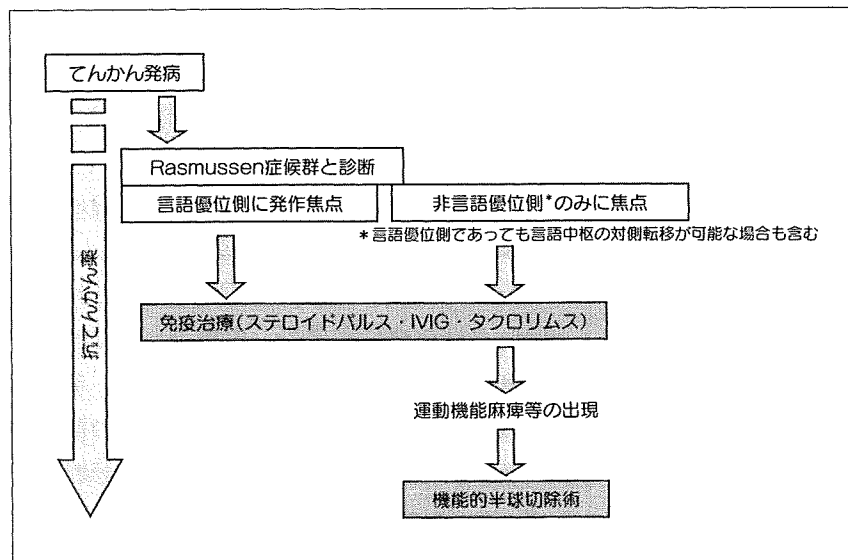 てんかん発病
Rasmussen症候群と診断
言語優位側に発作焦点
非言語優位側*のみに焦点
*言語優位側であっても言語中枢の対側転移が可能な場合も含む
抗てんかん薬
免疫治療(ステロイドパルス・IVIG・タクロリムス)
運動機能麻痺等の出現
機能的半球切除術